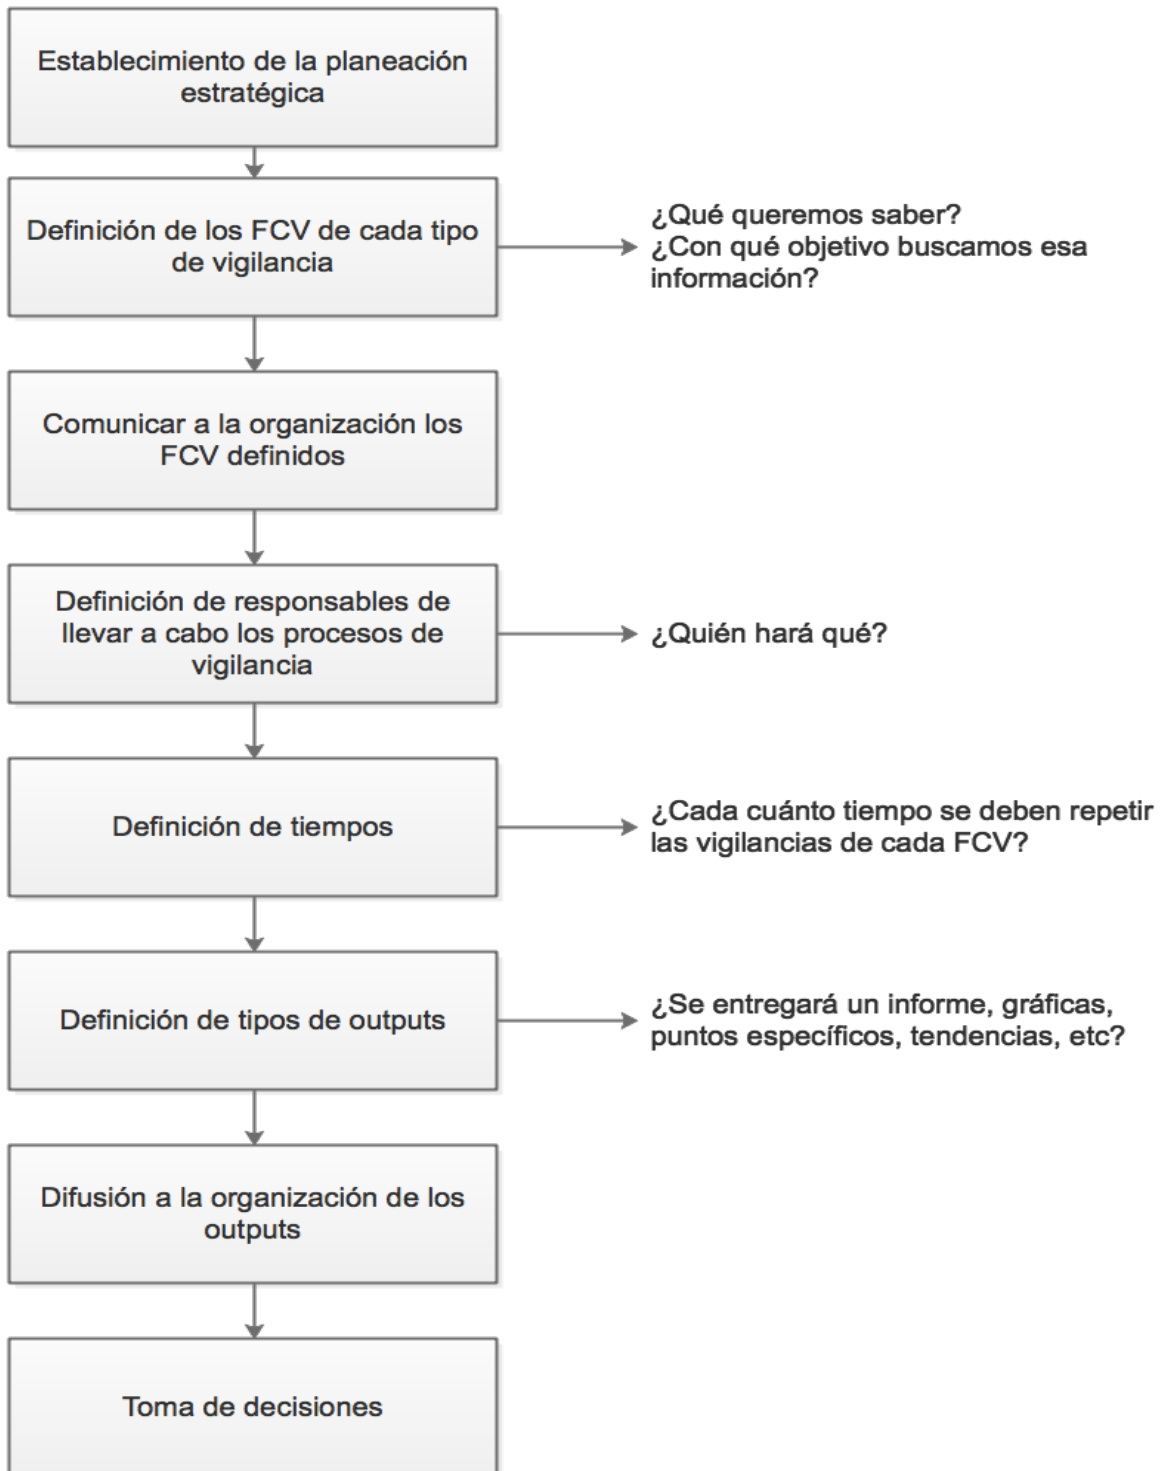 Establecimiento de la planeación
estratégica
Definición de los FCV de cada tipo
de vigilancia
¿Qué queremos saber?
¿Con qué objetivo buscamos esa
información?
Comunicar a la organización los
FCV definidos
Definición de responsables de
llevar a cabo los procesos de
vigilancia
¿Quién hará qué?
Definición de tiempos
¿Cada cuánto tiempo se deben repetir
las vigilancias de cada FCV?
Definición de tipos de outputs
¿Se entregará un informe, gráficas,
puntos específicos, tendencias, etc?
Difusión a la organización de los
outputs
Toma de decisiones